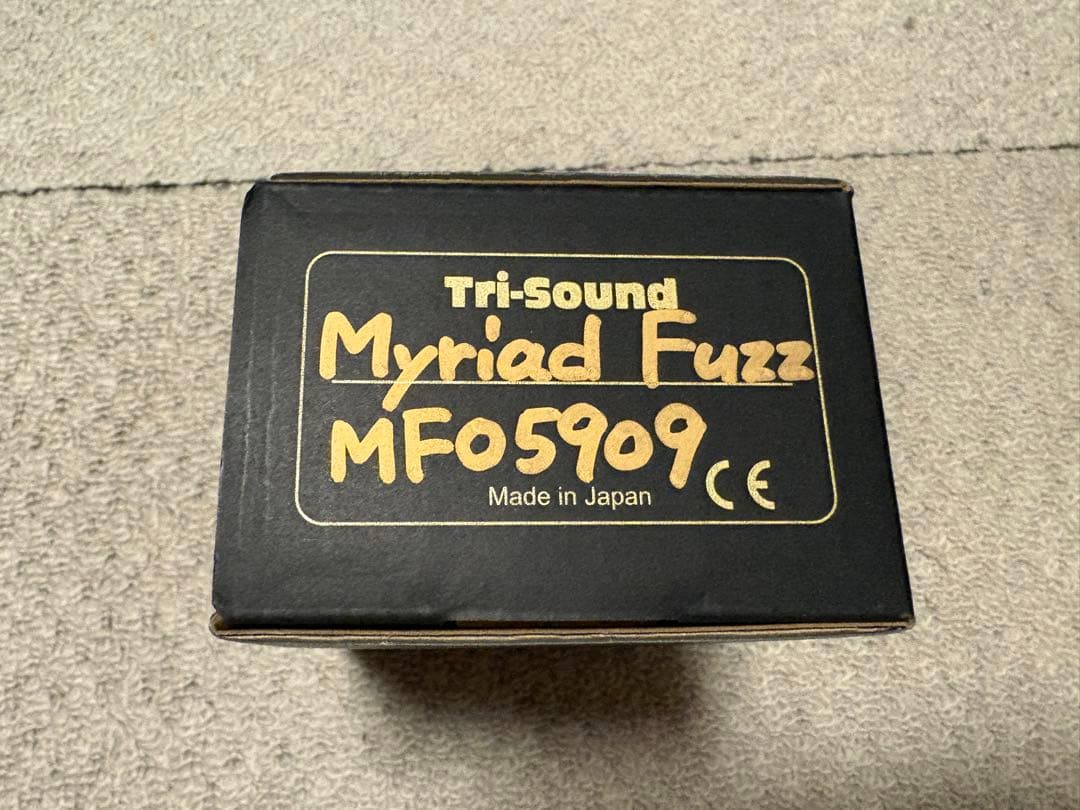 Tri-Sound
Myriad Fuzz
MF05909
Made in Japan
CE